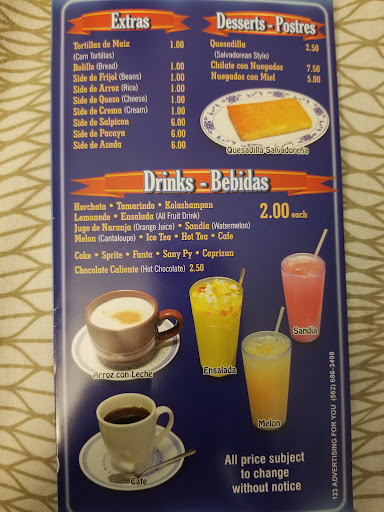 Extras
Tortillas de Maiz 1.00
(Corn Tortillas)
Bolillo (Bread) 1.00
Side de Frijol (Beans) 1.00
Side de Arroz (Rice) 1.00
Side de Queso (Cheese) 1.00
Side de Crema (Cream) 1.00
Side de Salpicon 6.00
Side de Pacaya 6.00
Side de Asada 6.00
Desserts - Postres
Quesadilla 2.50
(Salvadorean Style)
Chilate con Nuegados 7.50
Nuegados con Miel 5.00
Quesadilla Salvadoreña
Drinks - Bebidas
Horchata • Tamarindo • Kolashampan
Lemonade • Ensalada (All Fruit Drink)
Jugo de Naranja (Orange Juice) • Sandia (Watermelon)
Melon (Cantaloupe) • Ice Tea • Hot Tea • Cafe
2.00 each
Coke • Sprite • Fanta • Sany Py • Caprisun
Chocolate Caliente (Hot Chocolate) 2.50
Arroz con Leche
Ensalada
Sandia
Melon
Cafe
All price subject
to change
without notice
123 ADVERTISING FOR YOU (562) 686-3498